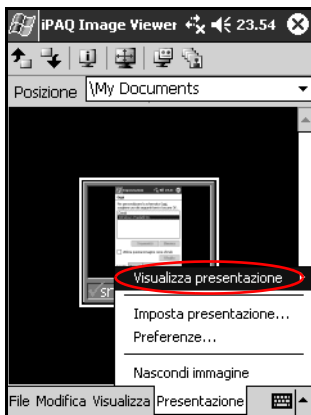 iPAQ Image Viewer 23.54
Posizione \My Documents
Visualizza presentazione
Imposta presentazione...
Preferenze...
Nascondi immagine
File Modifica Visualizza Presentazione